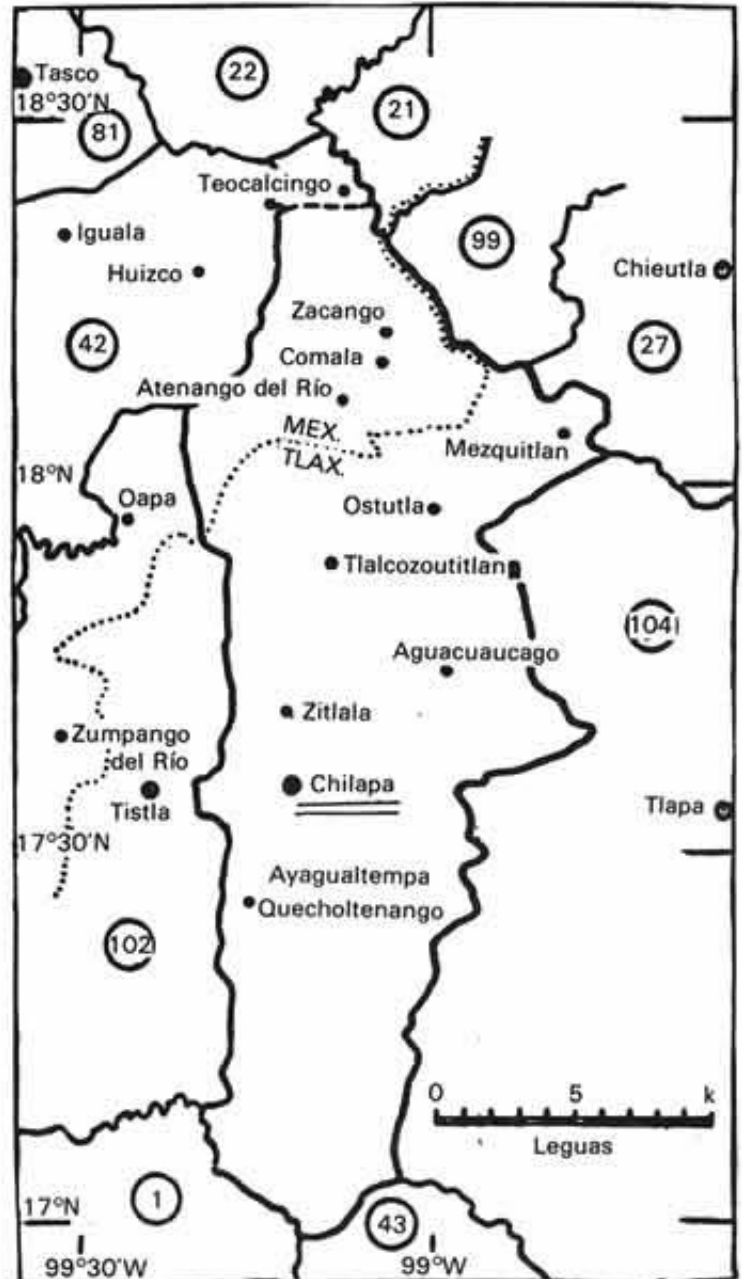 22
Tasco
18°30'N
21
81
Teocalcingo
Iguala
99
Huizco
Chieutla
Zacango
42
27
Comala
Atenango del Río
MEX.
TLAX.
Mezquitlan
18°N
Oapa
Ostutla
Tlalcozoutitlan
104
Aguacuaucago
Zitlala
Zumpango
del Río
Chilapa
Tistla
Tlapa
17°30'N
Ayagualtempa
Quecholtenango
102
0 5 k
Leguas
1
17°N
43
99°30'W
99°W